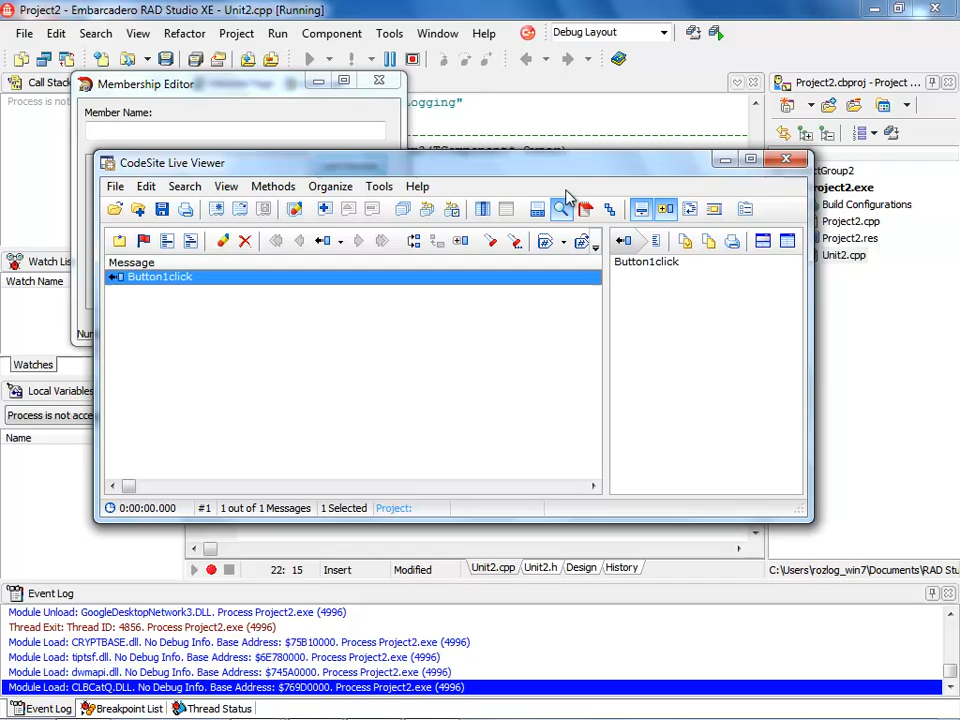 Project2 - Embarcadero RAD Studio XE - Unit2.cpp [Running]
File Edit Search View Refactor Project Run Component Tools Window Help
Debug Layout
Call Stack
Membership Editor
Project2.cbproj - Project ...
Process is not
Logging"
Member Name:
CodeSite Live Viewer
File Edit Search View Methods Organize Tools Help
Message
Button1click
Button1click
0:00:00.000 #1 1 out of 1 Messages 1 Selected Project:
ectGroup2
oject2.exe
Build Configurations
Project2.cpp
Project2.res
Unit2.cpp
Watch Lis
Watch Name
Num
Watches
Local Variables
Process is not acce
Name
22: 15 Insert Modified Unit2.cpp Unit2.h Design History
C:\Users\rozlog_win7\Documents\RAD Stu
Event Log
Module Unload: GoogleDesktopNetwork3.DLL. Process Project2.exe (4996)
Thread Exit: Thread ID: 4856. Process Project2.exe (4996)
Module Load: CRYPTBASE.dll. No Debug Info. Base Address: $75B10000. Process Project2.exe (4996)
Module Load: tiptsf.dll. No Debug Info. Base Address: $6E780000. Process Project2.exe (4996)
Module Load: dwmapi.dll. No Debug Info. Base Address: $745A0000. Process Project2.exe (4996)
Module Load: CLBCatQ.DLL. No Debug Info. Base Address: $769D0000. Process Project2.exe (4996)
Event Log Breakpoint List Thread Status